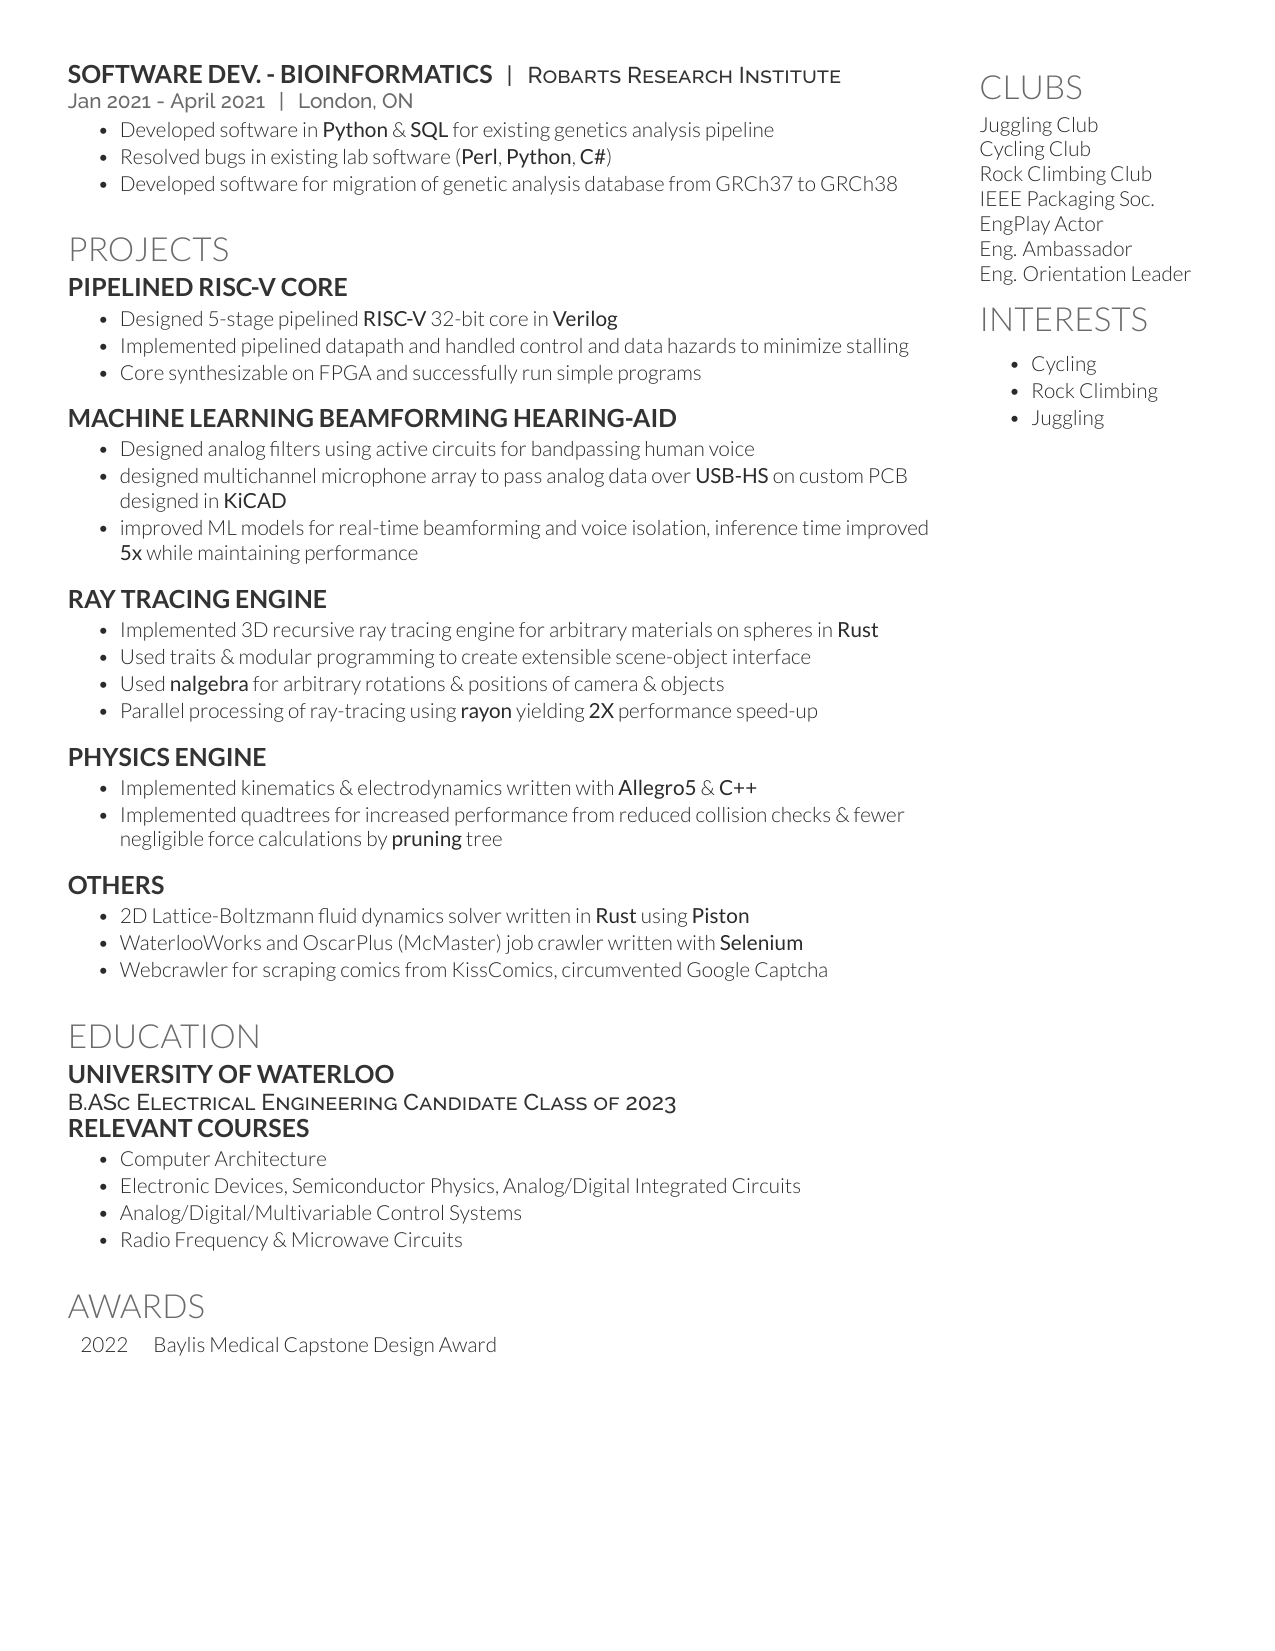 SOFTWARE DEV. - BIOINFORMATICS | ROBARTS RESEARCH INSTITUTE
Jan 2021 - April 2021 | London, ON
• Developed software in Python & SQL for existing genetics analysis pipeline
• Resolved bugs in existing lab software (Perl, Python, C#)
• Developed software for migration of genetic analysis database from GRCh37 to GRCh38
PROJECTS
PIPELINED RISC-V CORE
• Designed 5-stage pipelined RISC-V 32-bit core in Verilog
• Implemented pipelined datapath and handled control and data hazards to minimize stalling
• Core synthesizable on FPGA and successfully run simple programs
MACHINE LEARNING BEAMFORMING HEARING-AID
• Designed analog filters using active circuits for bandpassing human voice
• designed multichannel microphone array to pass analog data over USB-HS on custom PCB
designed in KiCAD
• improved ML models for real-time beamforming and voice isolation, inference time improved
5x while maintaining performance
RAY TRACING ENGINE
• Implemented 3D recursive ray tracing engine for arbitrary materials on spheres in Rust
• Used traits & modular programming to create extensible scene-object interface
• Used nalgebra for arbitrary rotations & positions of camera & objects
• Parallel processing of ray-tracing using rayon yielding 2X performance speed-up
PHYSICS ENGINE
• Implemented kinematics & electrodynamics written with Allegro5 & C++
• Implemented quadtrees for increased performance from reduced collision checks & fewer
negligible force calculations by pruning tree
OTHERS
• 2D Lattice-Boltzmann fluid dynamics solver written in Rust using Piston
• WaterlooWorks and OscarPlus (McMaster) job crawler written with Selenium
• Webcrawler for scraping comics from KissComics, circumvented Google Captcha
EDUCATION
UNIVERSITY OF WATERLOO
B.ASC ELECTRICAL ENGINEERING CANDIDATE CLASS OF 2023
RELEVANT COURSES
• Computer Architecture
• Electronic Devices, Semiconductor Physics, Analog/Digital Integrated Circuits
• Analog/Digital/Multivariable Control Systems
• Radio Frequency & Microwave Circuits
AWARDS
2022 Baylis Medical Capstone Design Award
CLUBS
Juggling Club
Cycling Club
Rock Climbing Club
IEEE Packaging Soc.
EngPlay Actor
Eng. Ambassador
Eng. Orientation Leader
INTERESTS
• Cycling
• Rock Climbing
• Juggling